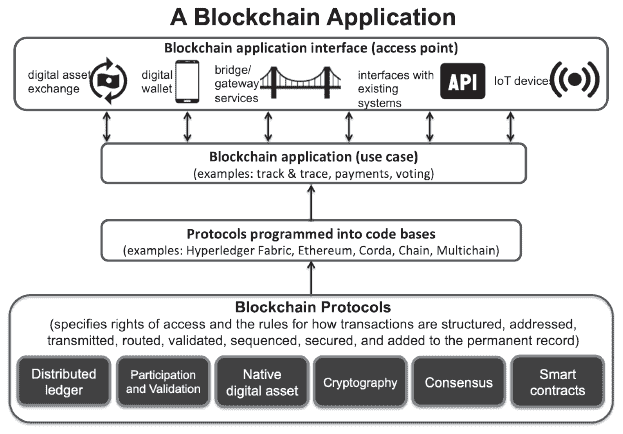 A Blockchain Application
Blockchain application interface (access point)
digital asset
exchange
digital
wallet
bridge/
gateway
services
interfaces with
existing
systems
API
IoT devices
Blockchain application (use case)
(examples: track & trace, payments, voting)
Protocols programmed into code bases
(examples: Hyperledger Fabric, Ethereum, Corda, Chain, Multichain)
Blockchain Protocols
(specifies rights of access and the rules for how transactions are structured, addressed,
transmitted, routed, validated, sequenced, secured, and added to the permanent record)
Distributed
ledger
Participation
and Validation
Native
digital asset
Cryptography
Consensus
Smart
contracts